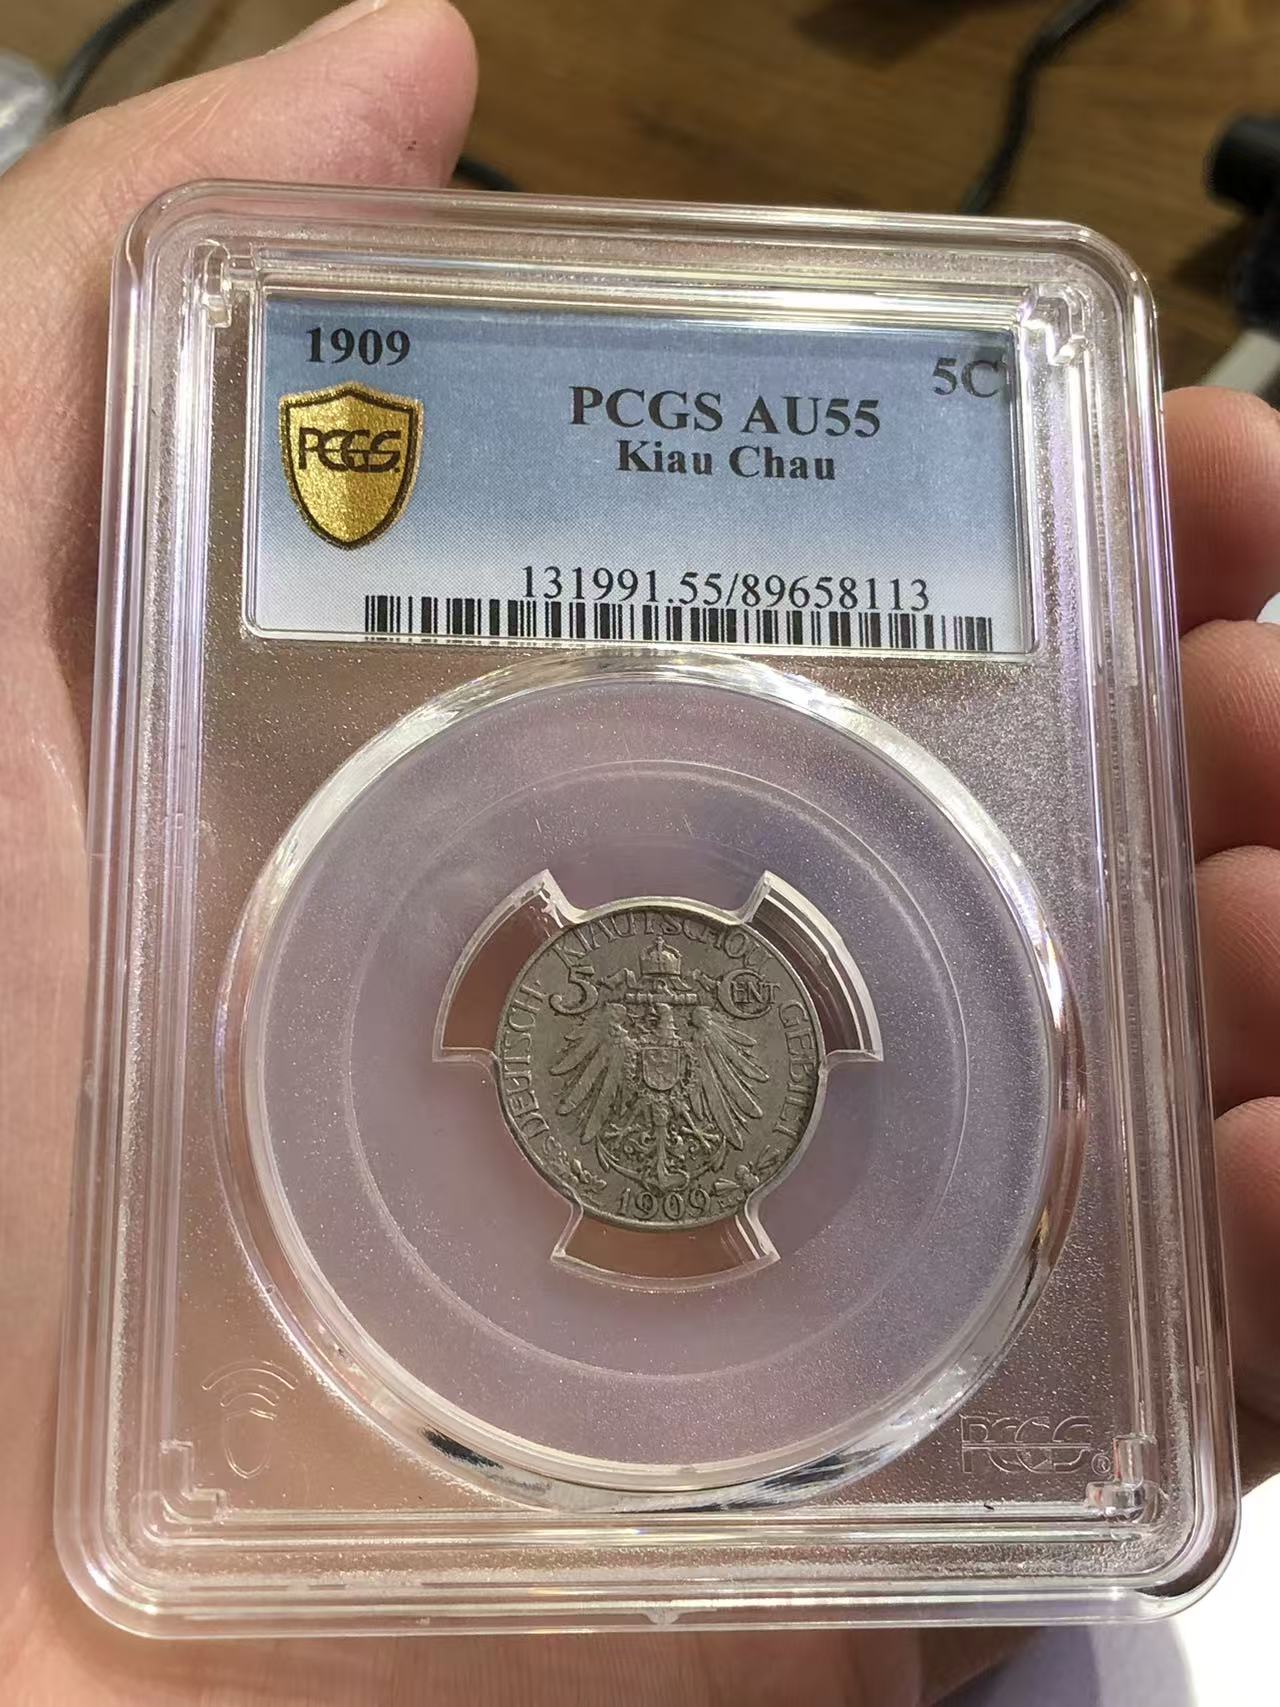 1909
5C
PCGS AU55
Kiau Chau
PCGS
131991.55/89658113
DEUTSCH. KIAUTSCHOU GEBIET
5 CENT
1909
PCGS